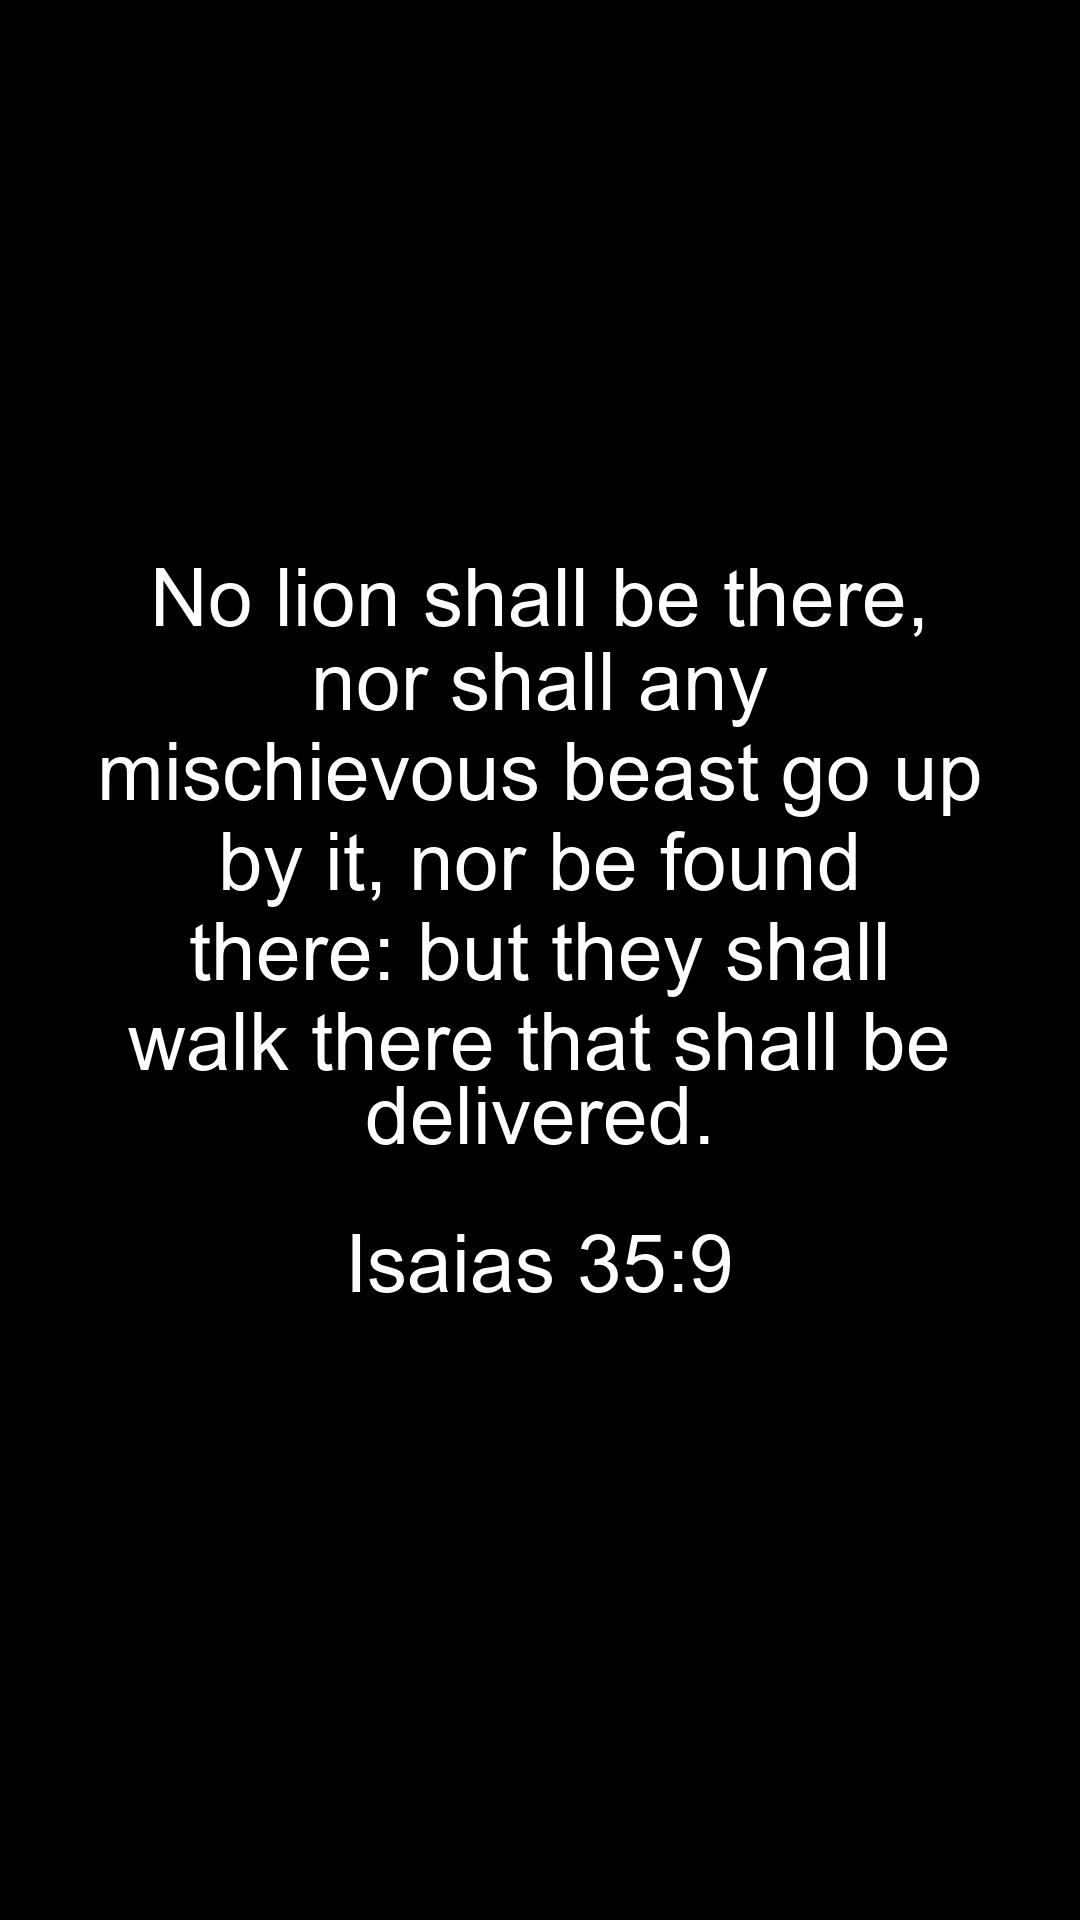 No lion shall be there,
nor shall any
mischievous beast go up
by it, nor be found
there: but they shall
walk there that shall be
delivered.
Isaias 35:9